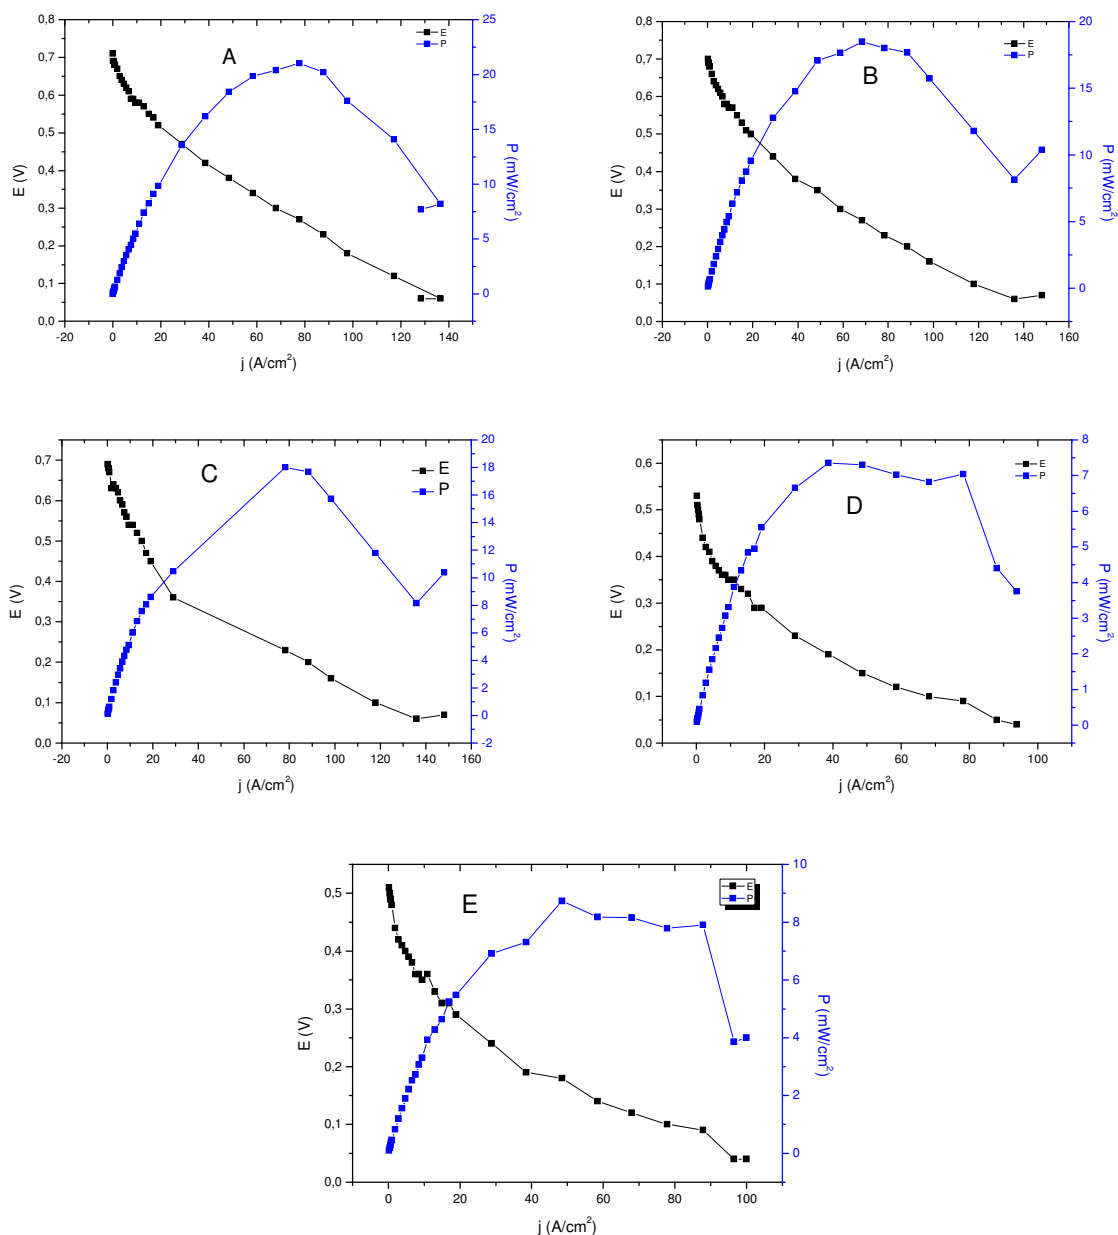 A
E
P
0,8
0,7
0,6
0,5
0,4
0,3
0,2
0,1
0,0
25
20
15
10
5
0
-20 0 20 40 60 80 100 120 140
E (V)
P (mW/cm²)
j (A/cm²)
B
E
P
0,8
0,7
0,6
0,5
0,4
0,3
0,2
0,1
0,0
20
15
10
5
0
-20 0 20 40 60 80 100 120 140 160
E (V)
P (mW/cm²)
j (A/cm²)
C
E
P
0,7
0,6
0,5
0,4
0,3
0,2
0,1
0,0
20
18
16
14
12
10
8
6
4
2
0
-2
-20 0 20 40 60 80 100 120 140 160
E (V)
P (mW/cm²)
j (A/cm²)
D
E
P
0,6
0,5
0,4
0,3
0,2
0,1
0,0
8
7
6
5
4
3
2
1
0
0 20 40 60 80 100
E (V)
P (mW/cm²)
j (A/cm²)
E
E
P
0,5
0,4
0,3
0,2
0,1
0,0
10
8
6
4
2
0
0 20 40 60 80 100
E (V)
P (mW/cm²)
j (A/cm²)